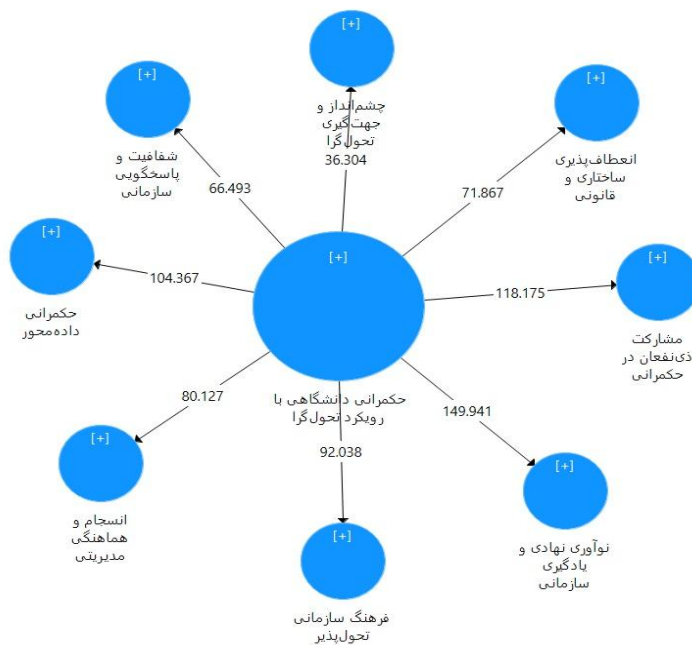 [+]
چشم‌انداز و
جهت‌گیری
تحول‌گرا
36.304
[+]
شفافیت و
پاسخگویی
سازمانی
66.493
[+]
انعطاف‌پذیری
ساختاری و
قانونی
71.867
[+]
حکمرانی
داده‌محور
104.367
[+]
حکمرانی دانشگاهی با
رویکرد تحول‌گرا
118.175
[+]
مشارکت
ذی‌نفعان در
حکمرانی
80.127
[+]
انسجام و
هماهنگی
مدیریتی
92.038
[+]
فرهنگ سازمانی
تحول‌پذیر
149.941
[+]
نوآوری نهادی و
یادگیری
سازمانی